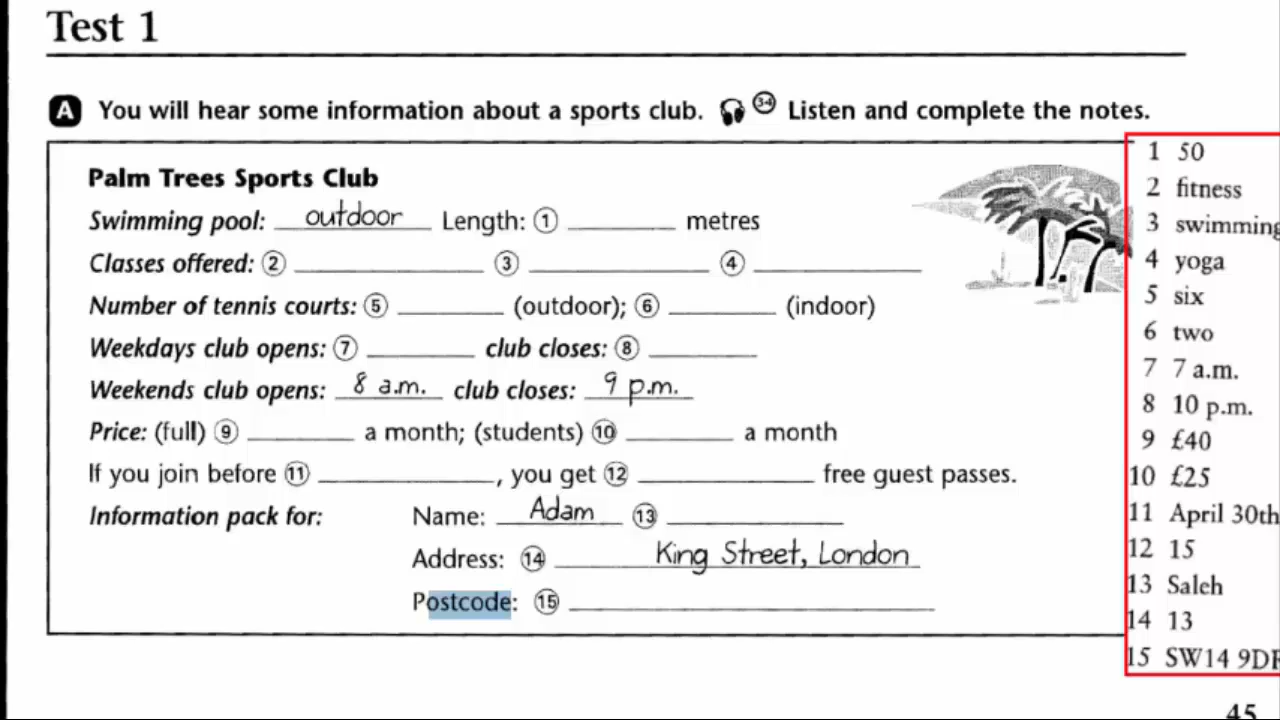 Test 1
A You will hear some information about a sports club. 3-4 Listen and complete the notes.
Palm Trees Sports Club
Swimming pool: outdoor Length: ① ________ metres
Classes offered: ② ________ ③ ________ ④ ________
Number of tennis courts: ⑤ ________ (outdoor); ⑥ ________ (indoor)
Weekdays club opens: ⑦ ________ club closes: ⑧ ________
Weekends club opens: 8 a.m. club closes: 9 p.m.
Price: (full) ⑨ ________ a month; (students) ⑩ ________ a month
If you join before ⑪ ________, you get ⑫ ________ free guest passes.
Information pack for: Name: Adam ⑬ ________
Address: ⑭ ________ King Street, London
Postcode: ⑮ ________
1 50
2 fitness
3 swimming
4 yoga
5 six
6 two
7 7 a.m.
8 10 p.m.
9 £40
10 £25
11 April 30th
12 15
13 Saleh
14 13
15 SW14
45